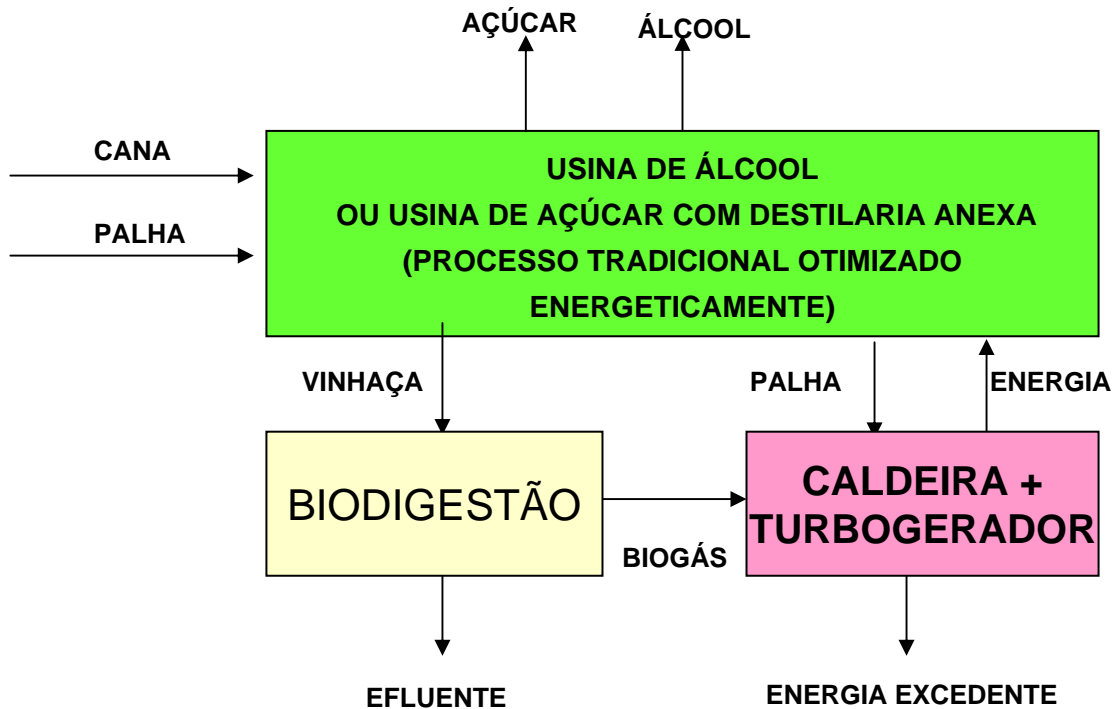 AÇÚCAR
ÁLCOOL
CANA
PALHA
USINA DE ÁLCOOL
OU USINA DE AÇÚCAR COM DESTILARIA ANEXA
(PROCESSO TRADICIONAL OTIMIZADO
ENERGETICAMENTE)
VINHAÇA
PALHA
ENERGIA
BIODIGESTÃO
CALDEIRA +
TURBOGERADOR
BIOGÁS
EFLUENTE
ENERGIA EXCEDENTE